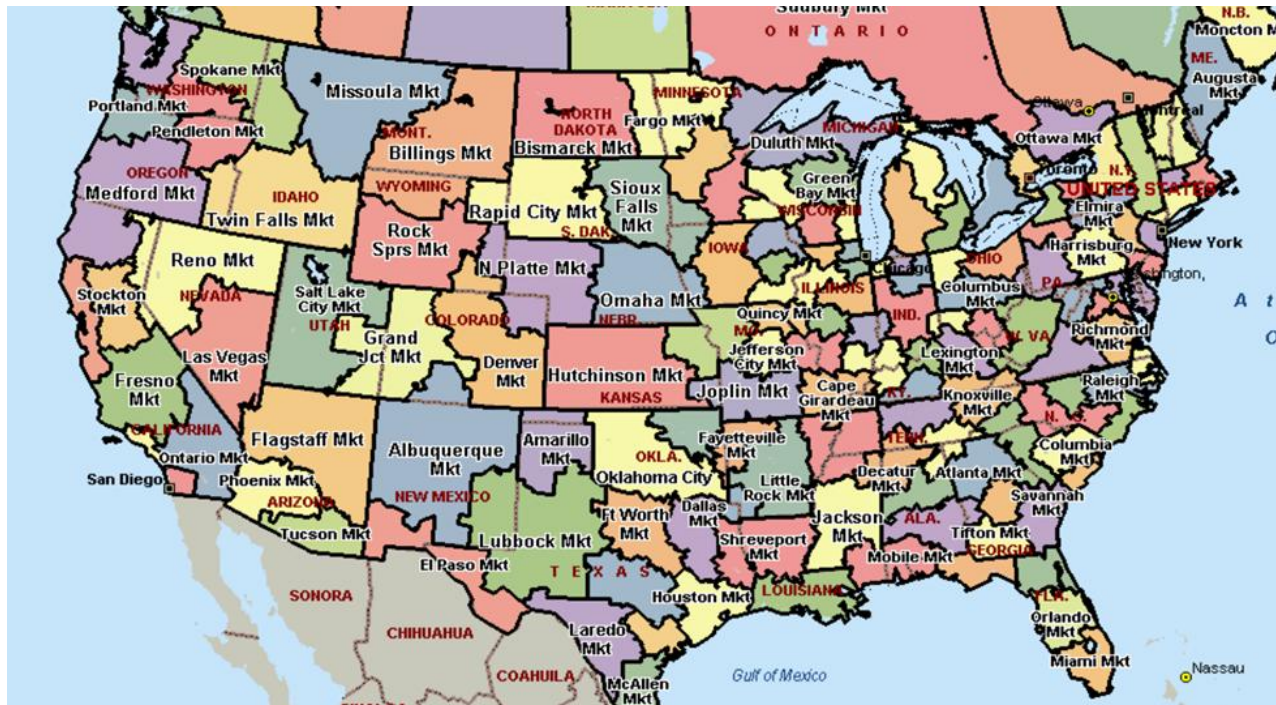 MANITOBA
Sudbury Mkt
ONTARIO
N.B.
Moncton M
ME.
Augusta
Mkt
Spokane Mkt
WASHINGTON
Portland Mkt
Pendleton Mkt
Missoula Mkt
MONT.
Billings Mkt
NORTH
DAKOTA
Bismarck Mkt
MINNESOTA
Fargo Mkt
MICHIGAN
Duluth Mkt
Ottawa
Montreal
Ottawa Mkt
Toronto
N.Y.
UNITED STATES
OREGON
Medford Mkt
IDAHO
Twin Falls Mkt
WYOMING
Rock
Sprs Mkt
Rapid City Mkt
S. DAK.
Sioux
Falls
Mkt
Green
Bay Mkt
WISCONSIN
Elmira
Mkt
Harrisburg
Mkt
New York
Reno Mkt
NEVADA
Stockton
Mkt
Salt Lake
City Mkt
UTAH
Grand
Jct Mkt
COLORADO
Denver
Mkt
N Platte Mkt
Omaha Mkt
NEBR.
IOWA
Chicago
ILLINOIS
Quincy Mkt
IND.
OHIO
Columbus
Mkt
PA.
Washington,
W. VA
Richmond
Mkt
Las Vegas
Mkt
Fresno
Mkt
CALIFORNIA
Ontario Mkt
San Diego
Hutchinson Mkt
KANSAS
MO.
Jefferson
City Mkt
Joplin Mkt
Cape
Girardeau
Mkt
Lexington
Mkt
KY.
Knoxville
Mkt
Raleigh
Mkt
N. C.
Columbia
Mkt
Flagstaff Mkt
Phoenix Mkt
ARIZONA
Tucson Mkt
Albuquerque
Mkt
NEW MEXICO
Amarillo
Mkt
OKLA.
Oklahoma City
Fayetteville
Mkt
Little
Rock Mkt
TENN.
Decatur
Mkt
Atlanta Mkt
Savannah
Mkt
Lubbock Mkt
Ft Worth
Mkt
Dallas
Mkt
Shreveport
Mkt
Jackson
Mkt
ALA.
Tifton Mkt
GEORGIA
Mobile Mkt
El Paso Mkt
TEXAS
Houston Mkt
LOUISIANA
FLA.
Orlando
Mkt
Miami Mkt
Laredo
Mkt
McAllen
Mkt
SONORA
CHIHUAHUA
COAHUILA
Gulf of Mexico
Nassau
A t
O